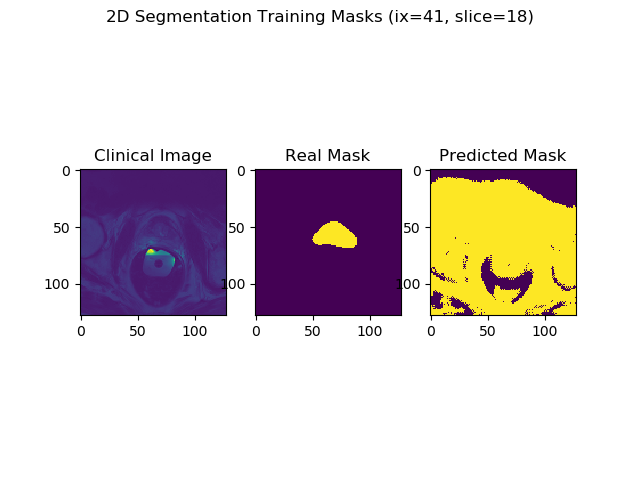 2D Segmentation Training Masks (ix=41, slice=18)
Clinical Image Real Mask Predicted Mask
0 0 0
50 50 50
100 100 100
0 50 100 0 50 100 0 50 100